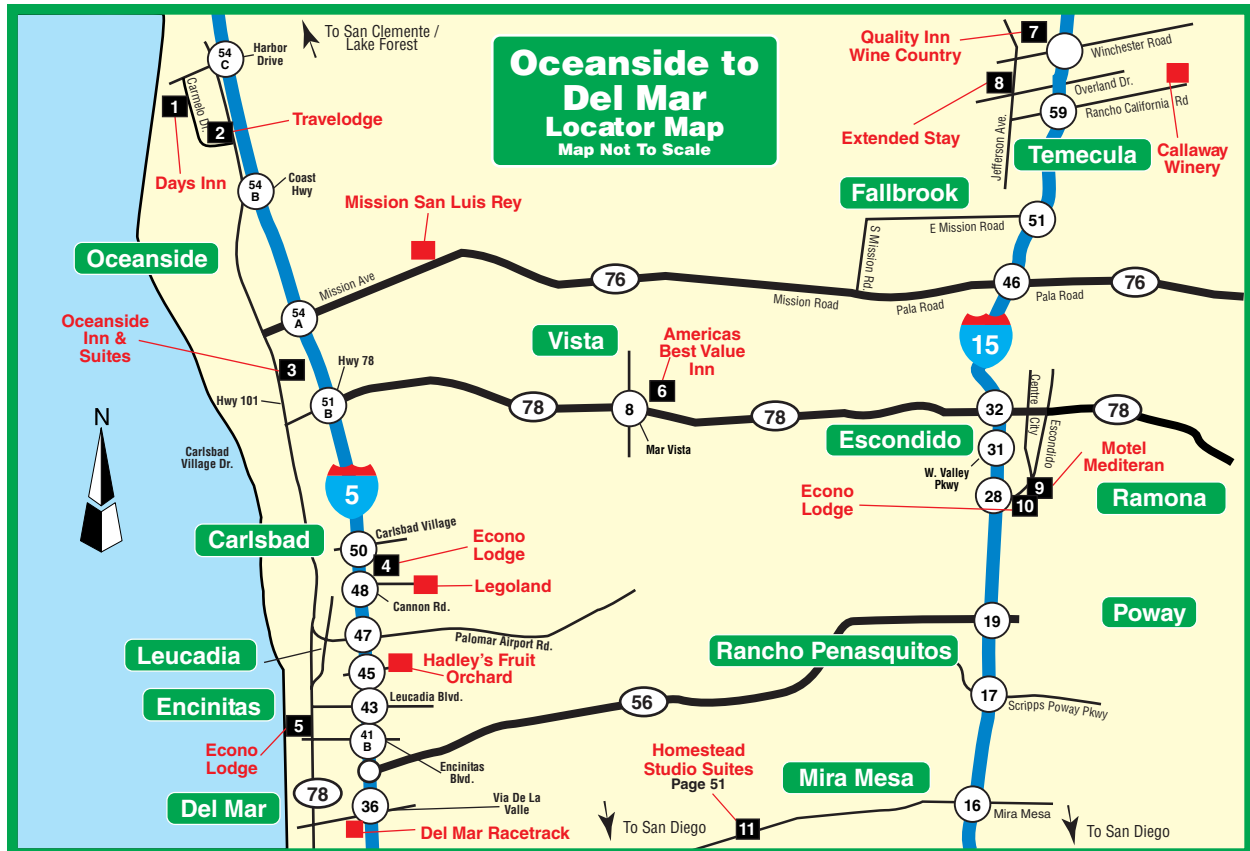 To San Clemente /
Lake Forest
Oceanside to
Del Mar
Locator Map
Map Not To Scale
54
C
Harbor
Drive
Carmelo Dr.
1
2
Travelodge
Days Inn
54
B
Coast
Hwy
Mission San Luis Rey
Oceanside
Mission Ave
54
A
Oceanside
Inn &
Suites
3
Hwy 78
Hwy 101
51
B
N
Carlsbad
Village Dr.
5
Carlsbad
Carlsbad Village
50
4
Econo
Lodge
48
Legoland
Cannon Rd.
47
Palomar Airport Rd.
Leucadia
45
Hadley's Fruit
Orchard
Encinitas
43
Leucadia Blvd.
5
41
B
Econo
Lodge
Encinitas
Blvd.
78
Del Mar
36
Via De La
Valle
Del Mar Racetrack
Quality Inn
Wine Country
7
Winchester Road
8
Overland Dr.
59
Rancho California Rd
Extended Stay
Jefferson Ave.
Temecula
Callaway
Winery
Fallbrook
51
E Mission Road
S Mission Rd.
76
Mission Road
Pala Road
46
Pala Road
76
15
Vista
Americas
Best Value
Inn
6
78
8
78
Mar Vista
32
Centre City
Escondido
78
Escondido
31
W. Valley
Pkwy
Motel
Mediteran
9
Econo
Lodge
28
10
Ramona
19
Poway
Rancho Penasquitos
17
Scripps Poway Pkwy
56
Homestead
Studio Suites
Page 51
Mira Mesa
16
Mira Mesa
11
To San Diego
To San Diego